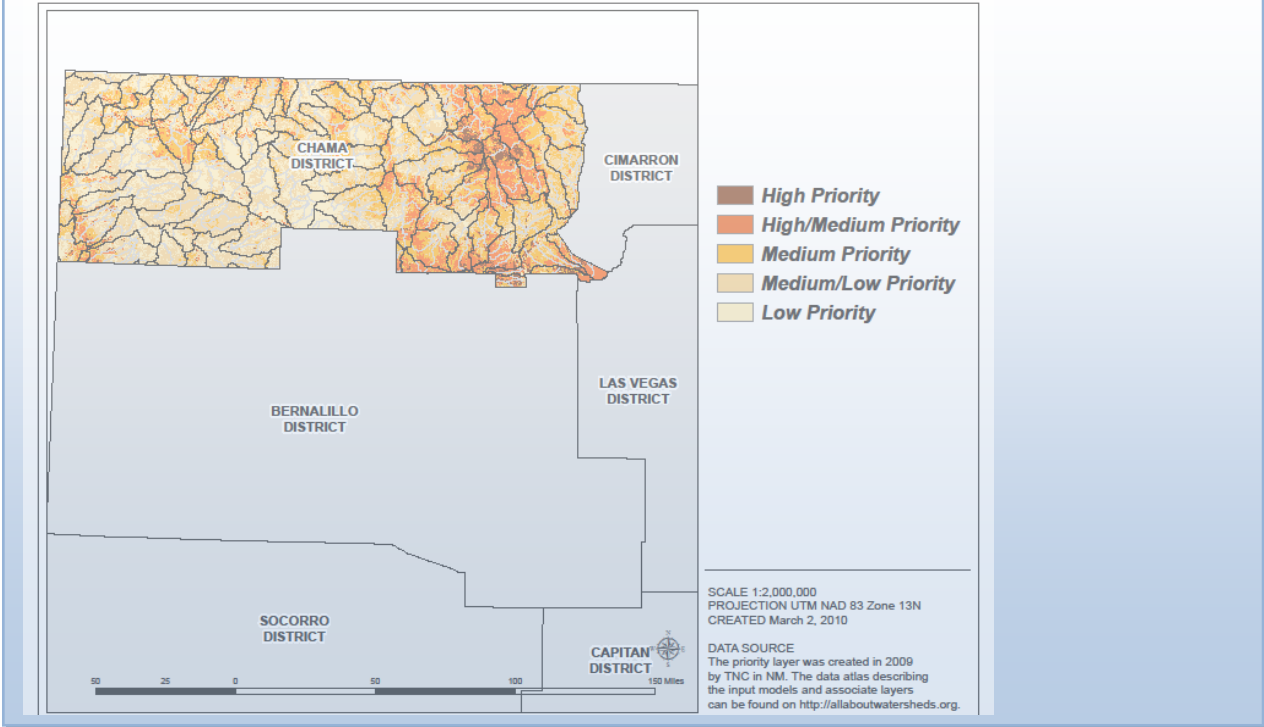 CHAMA
DISTRICT
CIMARRON
DISTRICT
High Priority
High/Medium Priority
Medium Priority
Medium/Low Priority
Low Priority
LAS VEGAS
DISTRICT
BERNALILLO
DISTRICT
SOCORRO
DISTRICT
CAPITAN
DISTRICT
50 25 0 50 100 150 Miles
SCALE 1:2,000,000
PROJECTION UTM NAD 83 Zone 13N
CREATED March 2, 2010
DATA SOURCE
The priority layer was created in 2009
by TNC in NM. The data atlas describing
the input models and associate layers
can be found on http://allaboutwatersheds.org.